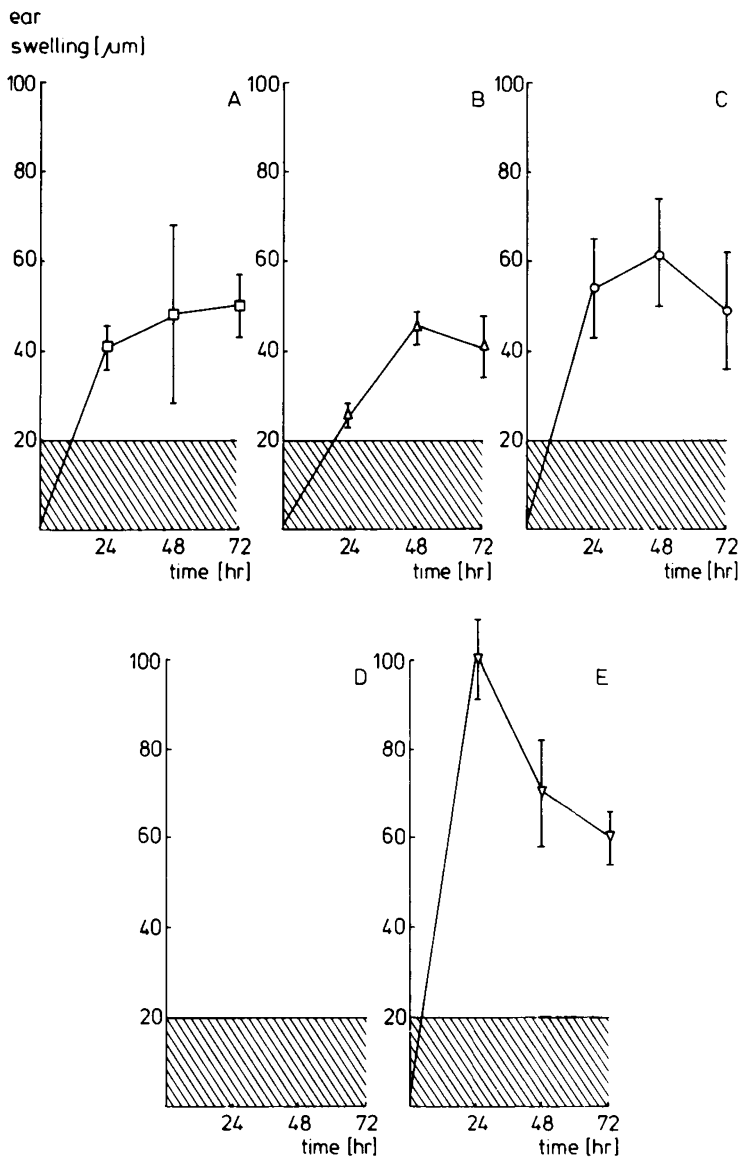 ear
swelling [μm]
100 A 100 B 100 C
80 80 80
60 60 60
40 40 40
20 20 20
24 48 72 24 48 72 24 48 72
time [hr] time [hr] time [hr]
100 D 100 E
80 80
60 60
40 40
20 20
24 48 72 24 48 72
time [hr] time [hr]